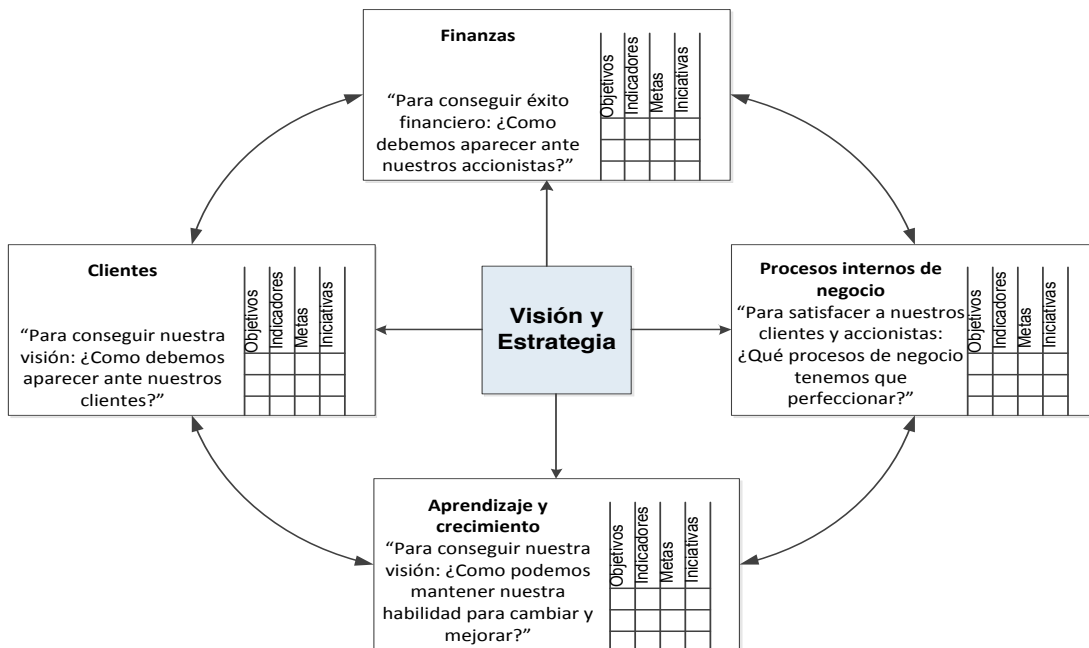 Finanzas
“Para conseguir éxito
financiero: ¿Como
debemos aparecer ante
nuestros accionistas?”
Objetivos
Indicadores
Metas
Iniciativas
Clientes
“Para conseguir nuestra
visión: ¿Como debemos
aparecer ante nuestros
clientes?”
Objetivos
Indicadores
Metas
Iniciativas
Visión y
Estrategia
Procesos internos de
negocio
“Para satisfacer a nuestros
clientes y accionistas:
¿Qué procesos de negocio
tenemos que
perfeccionar?”
Objetivos
Indicadores
Metas
Iniciativas
Aprendizaje y
crecimiento
“Para conseguir nuestra
visión: ¿Como podemos
mantener nuestra
habilidad para cambiar y
mejorar?”
Objetivos
Indicadores
Metas
Iniciativas